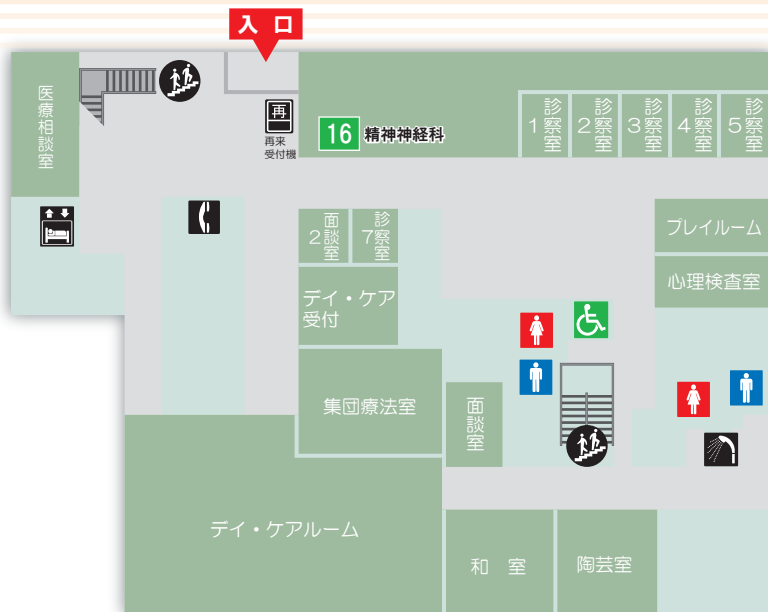 入 口
医療相談室
再
再来
受付機
16 精神神経科
診察室1
診察室2
診察室3
診察室4
診察室5
面談室2
診察室7
プレイルーム
心理検査室
デイ・ケア
受付
集団療法室
面談室
デイ・ケアルーム
和 室
陶芸室